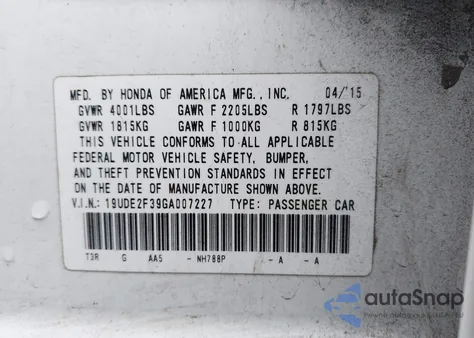 MFD. BY HONDA OF AMERICA MFG., INC. 04/'15
GVWR 4001LBS GAWR F 2205LBS R 1797LBS
GVWR 1815KG GAWR F 1000KG R 815KG
THIS VEHICLE CONFORMS TO ALL APPLICABLE
FEDERAL MOTOR VEHICLE SAFETY, BUMPER,
AND THEFT PREVENTION STANDARDS IN EFFECT
ON THE DATE OF MANUFACTURE SHOWN ABOVE.
V.I.N.: 19UDE2F39GA007227 TYPE: PASSENGER CAR
T3R G AA5 - NH788P - A - A
autoSnap